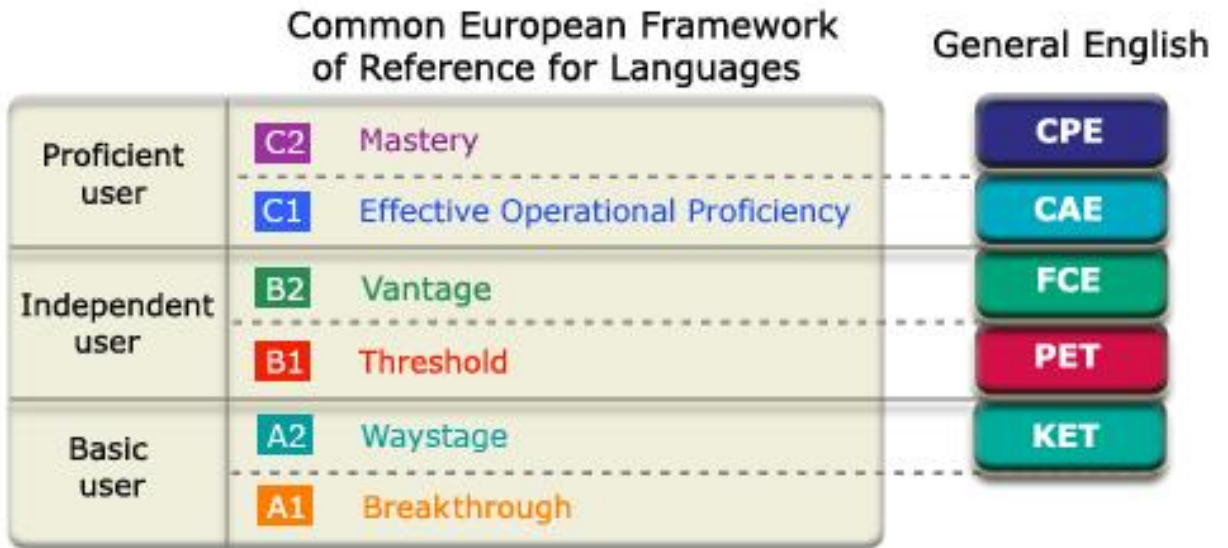 Common European Framework
of Reference for Languages
General English
Proficient
user
C2 Mastery
CPE
C1 Effective Operational Proficiency
CAE
Independent
user
B2 Vantage
FCE
B1 Threshold
PET
Basic
user
A2 Waystage
KET
A1 Breakthrough